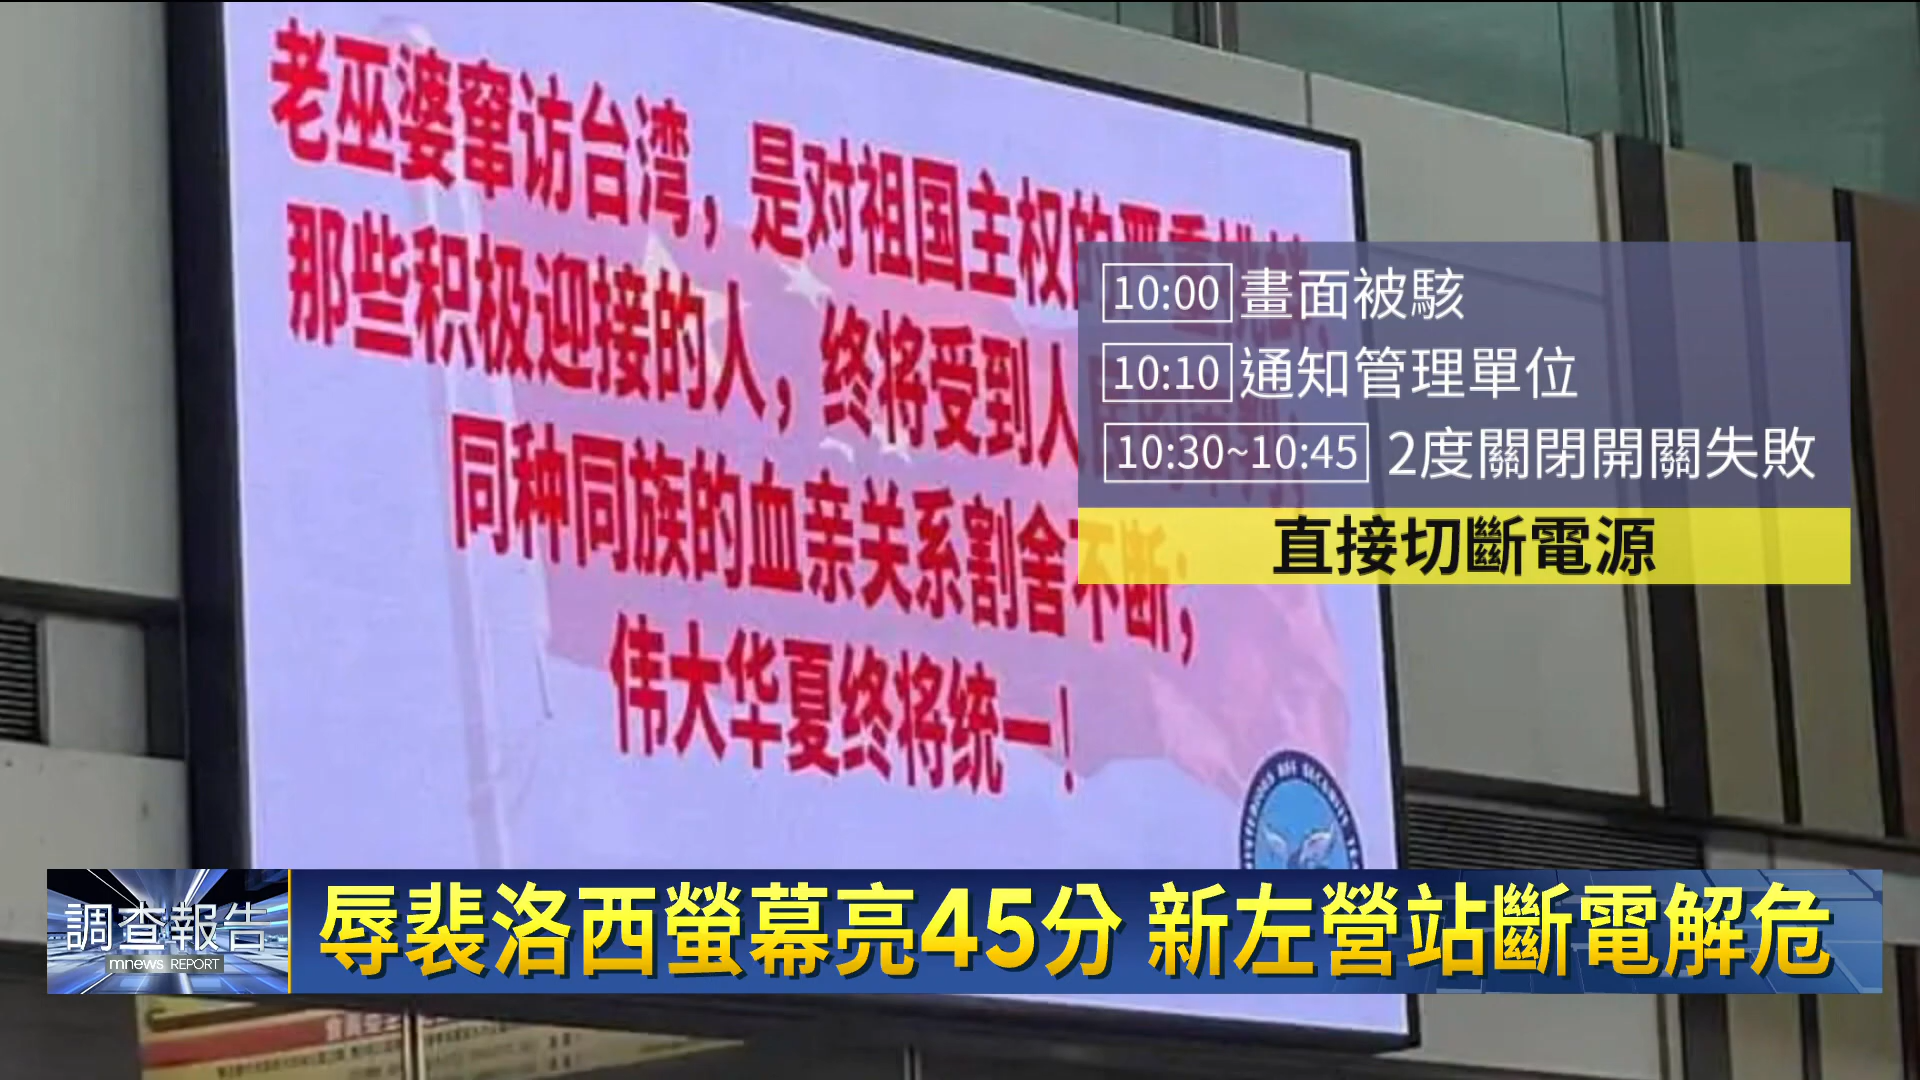 老巫婆窜访台湾，是对祖国主权的
那些积极迎接的人，终将受到人
同种同族的血亲关系割舍不断；
伟大华夏终将统一！
10:00 畫面被駭
10:10 通知管理單位
10:30~10:45 2度關閉開關失敗
直接切斷電源
調查報告
mnews REPORT
辱裴洛西螢幕亮45分 新左營站斷電解危